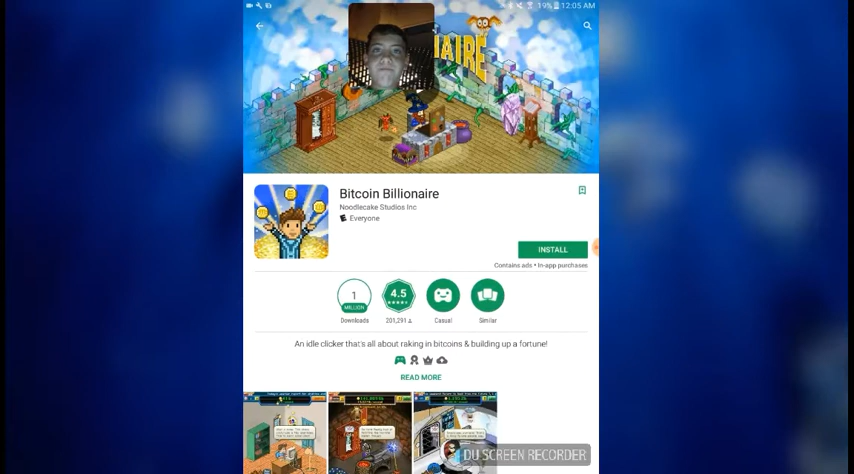 19% 12:05 AM
AIRE
Bitcoin Billionaire
Noodlecake Studios Inc
Everyone
INSTALL
Contains ads • In-app purchases
1
MILLION
4.5
Downloads
201,291
Casual
Similar
An idle clicker that's all about raking in bitcoins & building up a fortune!
READ MORE
DU SCREEN RECORDER